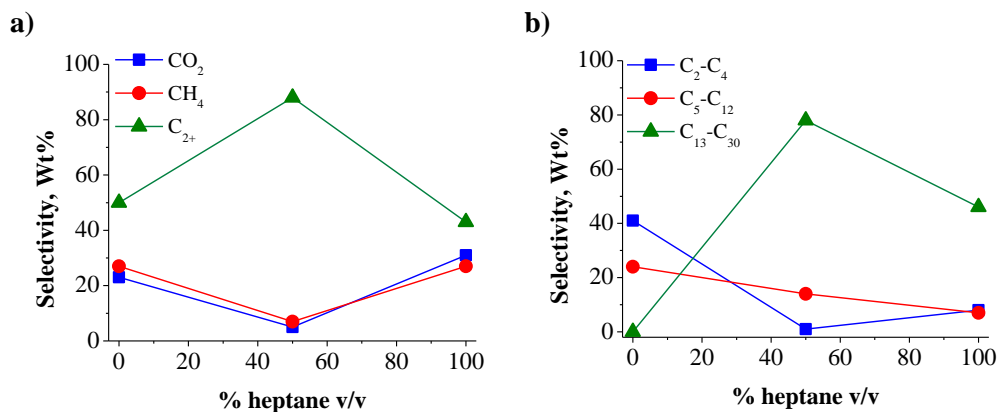 a)
CO₂
CH₄
C₂₊
100
80
60
40
20
0
Selectivity, Wt%
0 20 40 60 80 100
% heptane v/v
b)
C₂-C₄
C₅-C₁₂
C₁₃-C₃₀
100
80
60
40
20
0
Selectivity, Wt%
0 20 40 60 80 100
% heptane v/v